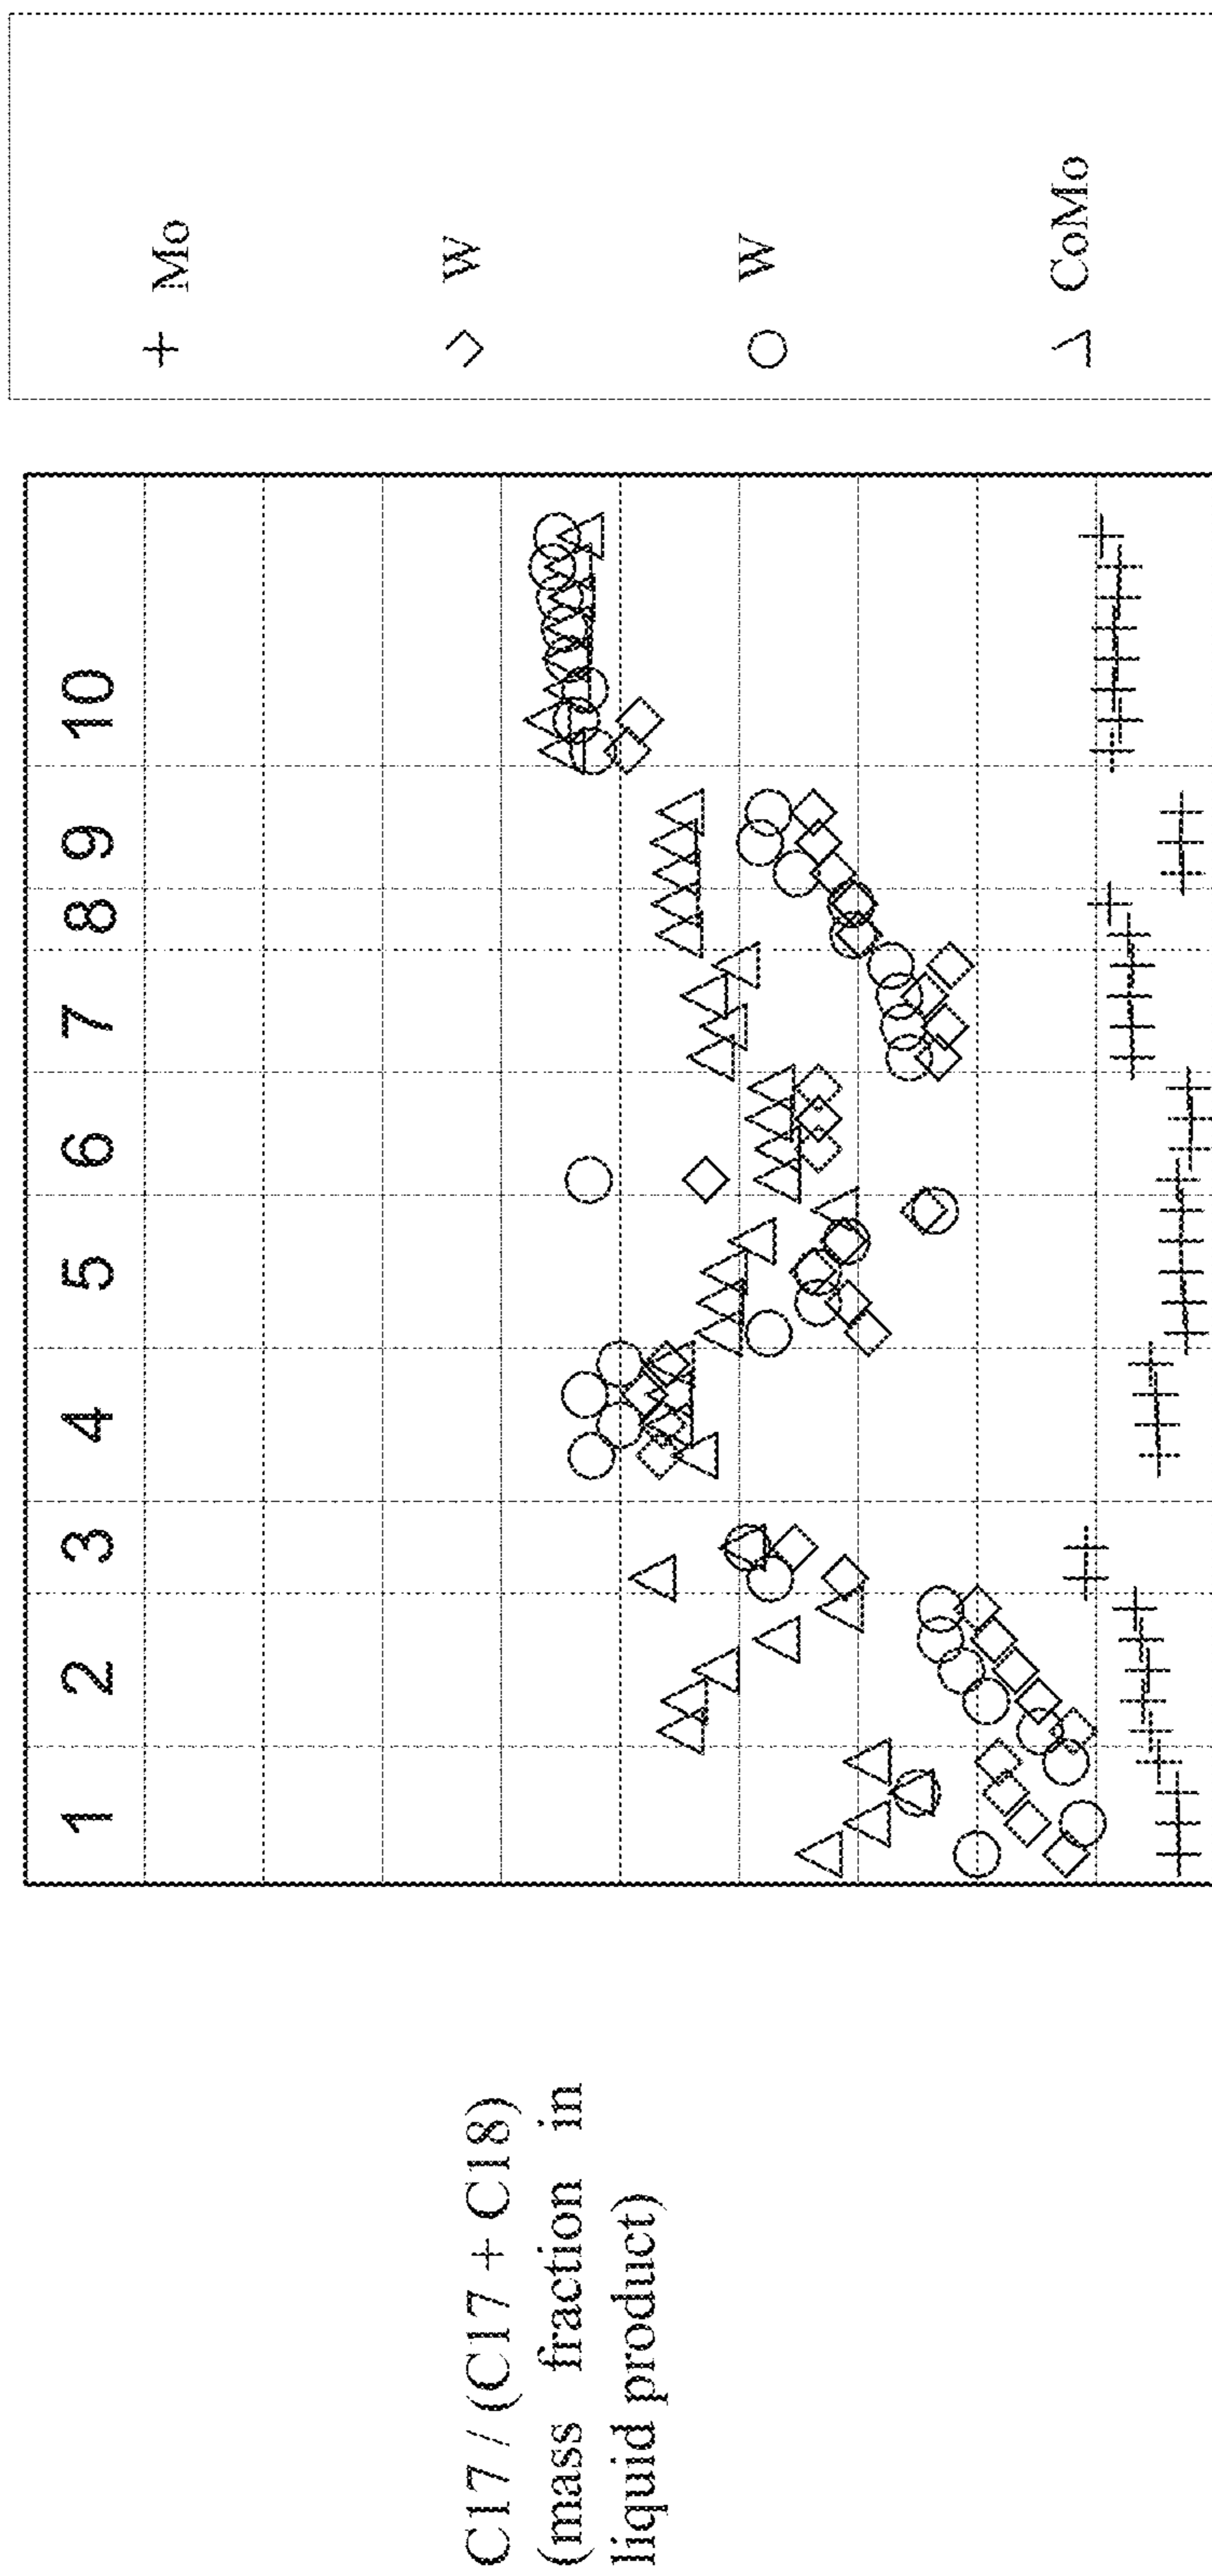 C17 / (C17 + C18)
(mass fraction in
liquid product)
1 2 3 4 5 6 7 8 9 10
Mo
W
W
CoMo